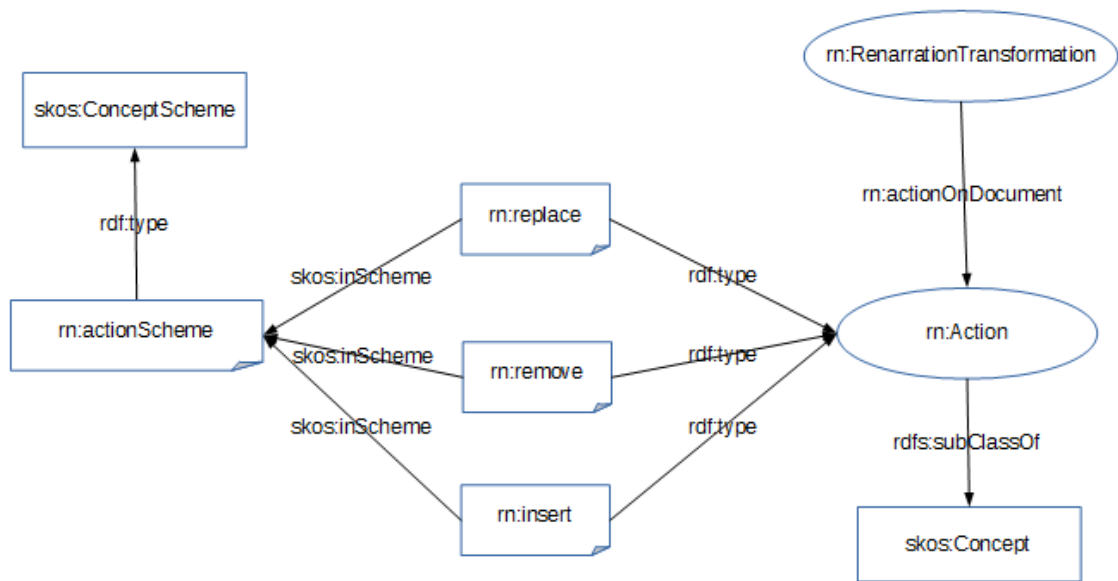 rn:RenarrationTransformation
skos:ConceptScheme
rn:actionOnDocument
rn:replace
rdf:type
skos:inScheme
rdf:type
rn:actionScheme
rn:Action
skos:inScheme
rn:remove
rdf:type
skos:inScheme
rdf:type
rdfs:subClassOf
rn:insert
skos:Concept